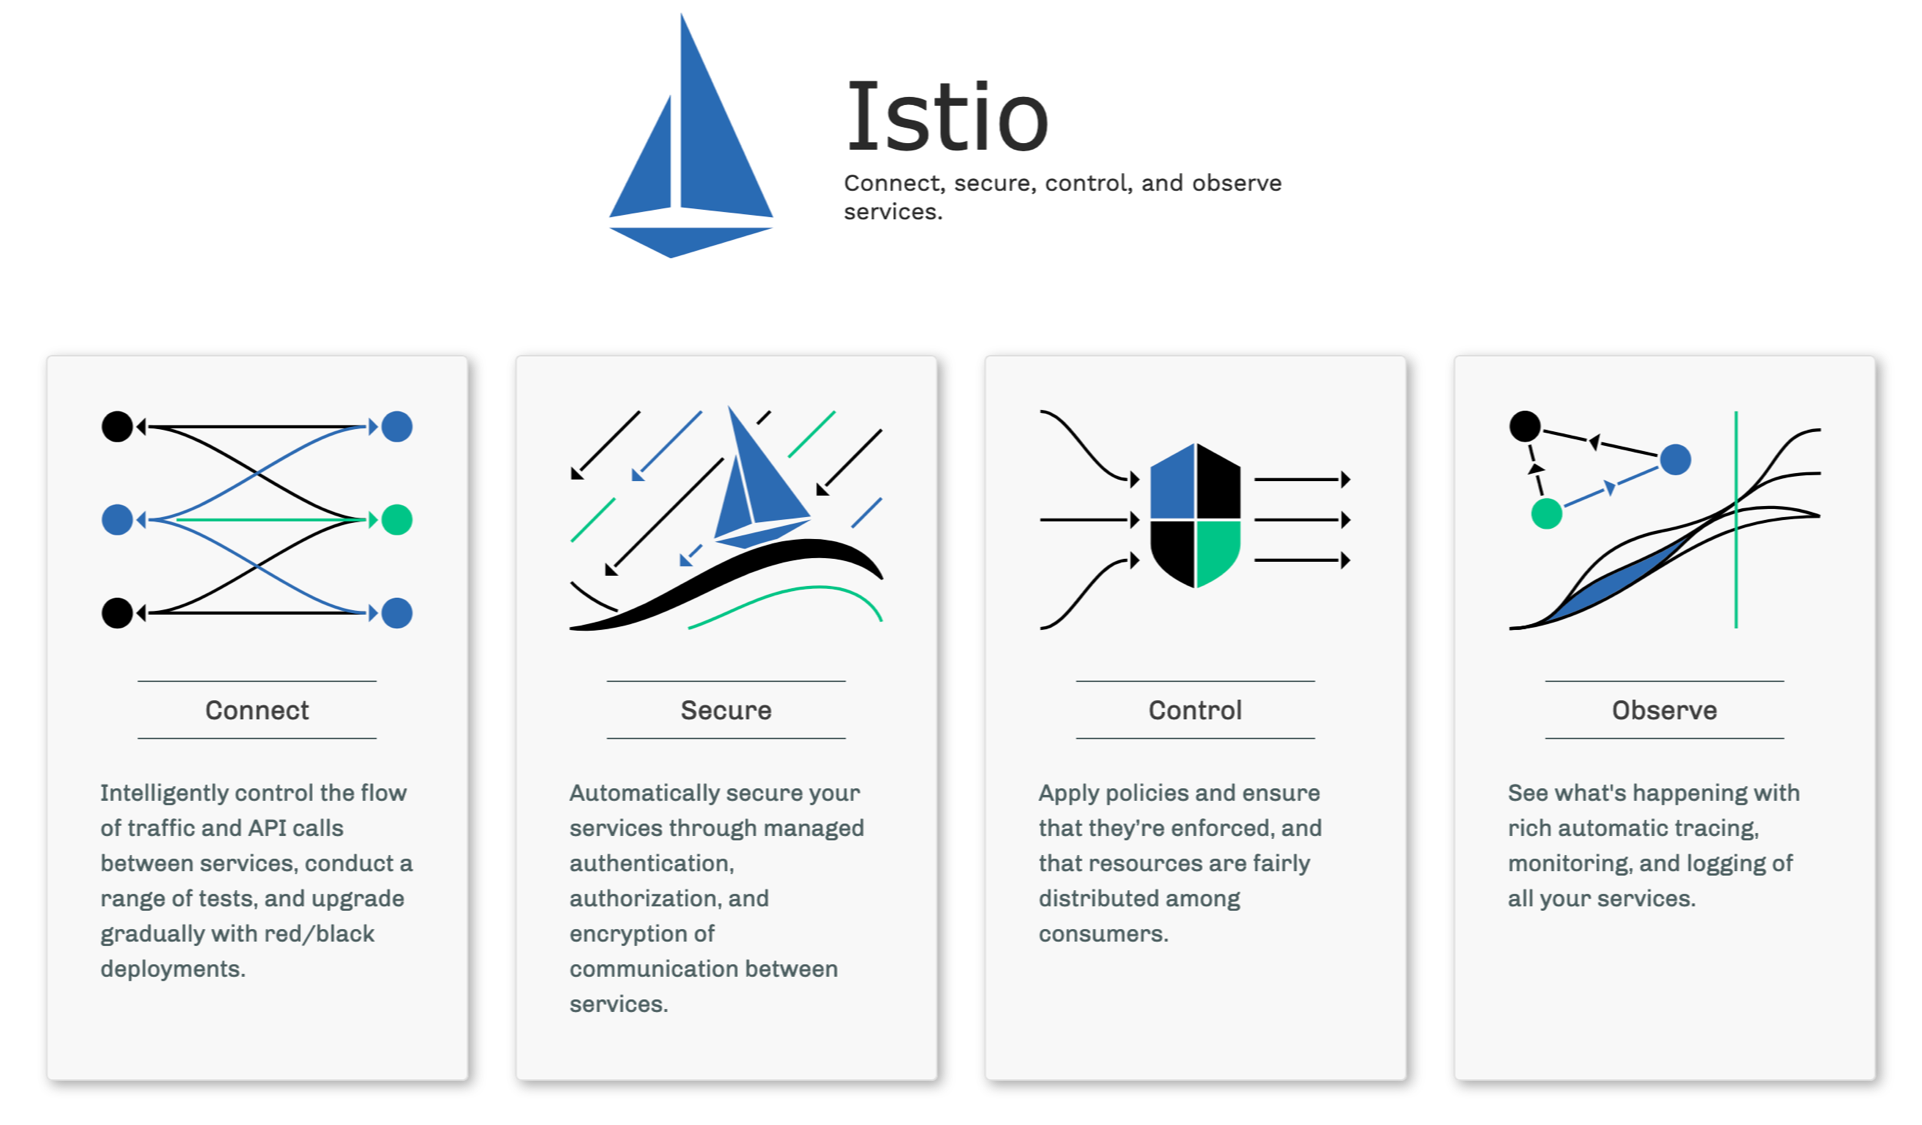 Istio
Connect, secure, control, and observe
services.
Connect
Intelligently control the flow
of traffic and API calls
between services, conduct a
range of tests, and upgrade
gradually with red/black
deployments.
Secure
Automatically secure your
services through managed
authentication,
authorization, and
encryption of
communication between
services.
Control
Apply policies and ensure
that they're enforced, and
that resources are fairly
distributed among
consumers.
Observe
See what's happening with
rich automatic tracing,
monitoring, and logging of
all your services.